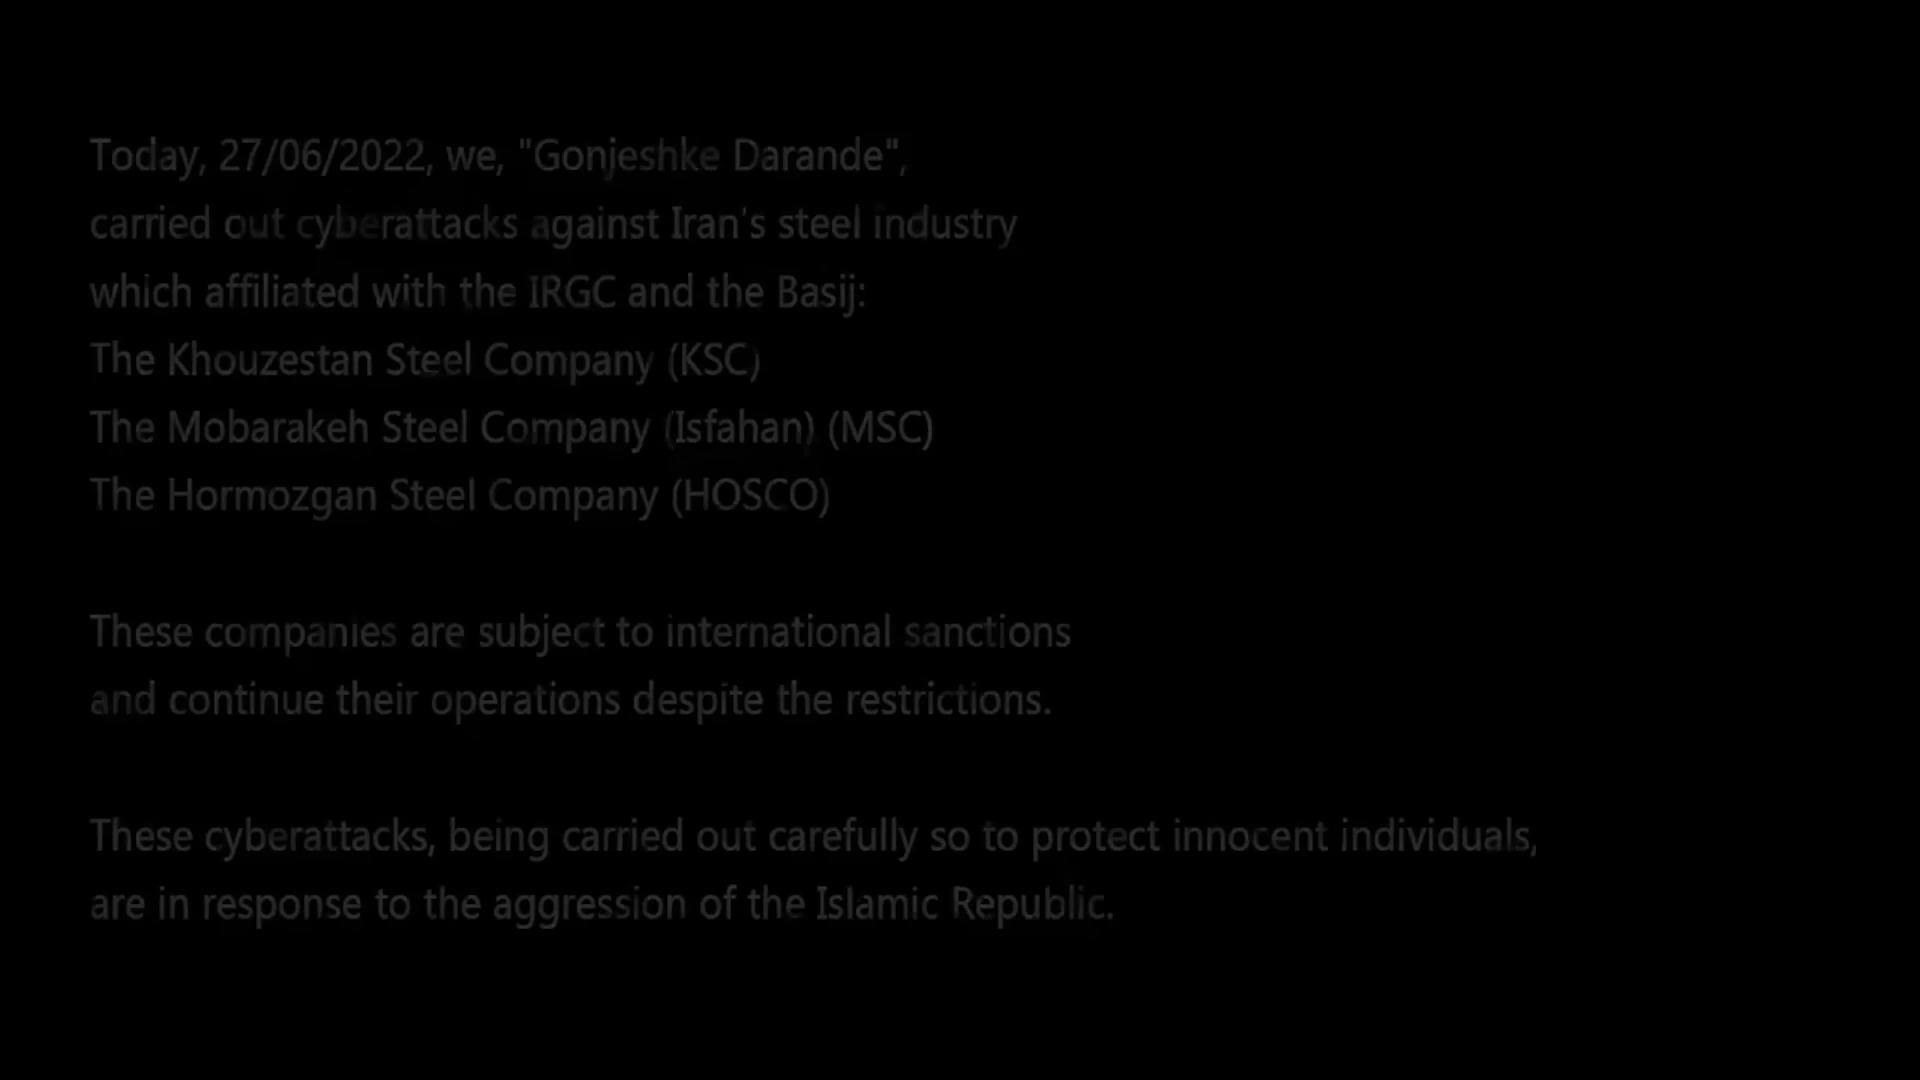 Today, 27/06/2022, we, "Gonjeshke Darande",
carried out cyberattacks against Iran's steel industry
which affiliated with the IRGC and the Basij:
The Khouzestan Steel Company (KSC)
The Mobarakeh Steel Company (Isfahan) (MSC)
The Hormozgan Steel Company (HOSCO)
These companies are subject to international sanctions
and continue their operations despite the restrictions.
These cyberattacks, being carried out carefully so to protect innocent individuals,
are in response to the aggression of the Islamic Republic.